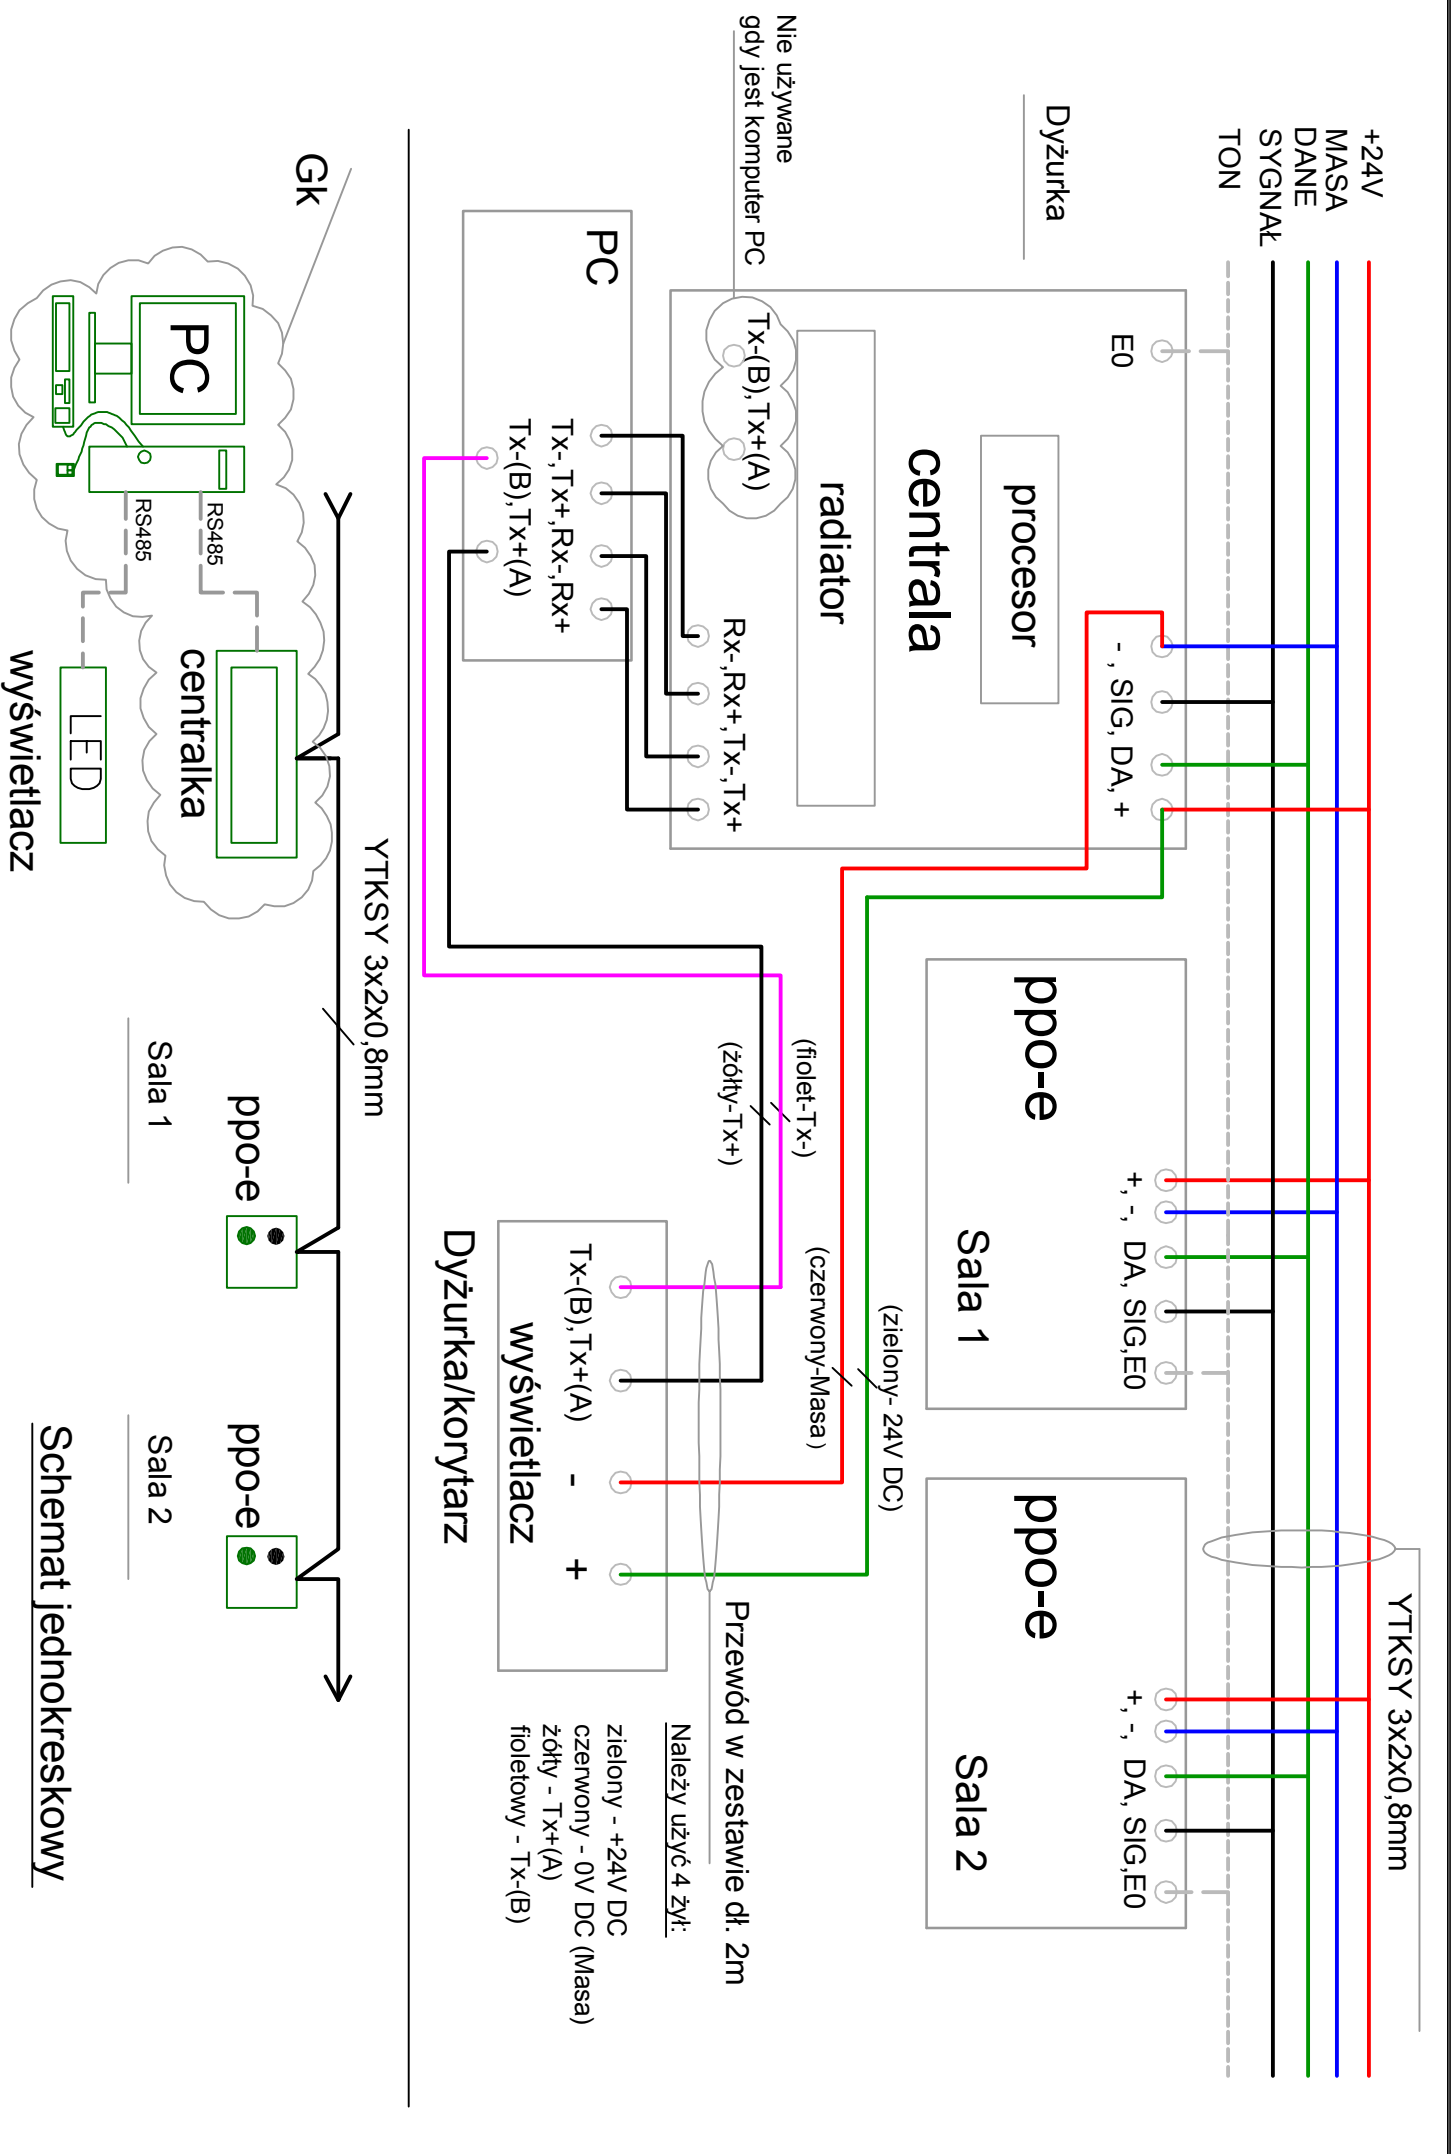 +24V
MASA
DANE
SYGNAŁ
TON
YTKSY 3x2x0,8mm
Dyżurka
E0
procesor
- , SIG, DA, +
centrala
radiator
Tx-(B),Tx+(A)
Rx-,Rx+,Tx-,Tx+
Nie używane
gdy jest komputer PC
ppo-e
+, -, DA, SIG,E0
Sala 1
ppo-e
+, -, DA, SIG,E0
Sala 2
PC
Tx-,Tx+,Rx-,Rx+
Tx-(B),Tx+(A)
(zielony- 24V DC)
(czerwony-Masa)
(fiolet-Tx-)
(żółty-Tx+)
Tx-(B),Tx+(A) - +
wyświetlacz
Dyżurka/korytarz
Przewód w zestawie dł. 2m
Należy użyć 4 żył:
zielony - +24V DC
czerwony - 0V DC (Masa)
żółty - Tx+(A)
fioletowy - Tx-(B)
Gk
YTKSY 3x2x0,8mm
PC
RS485
RS485
centralka
LED
wyświetlacz
ppo-e
Sala 1
ppo-e
Sala 2
Schemat jednokreskowy